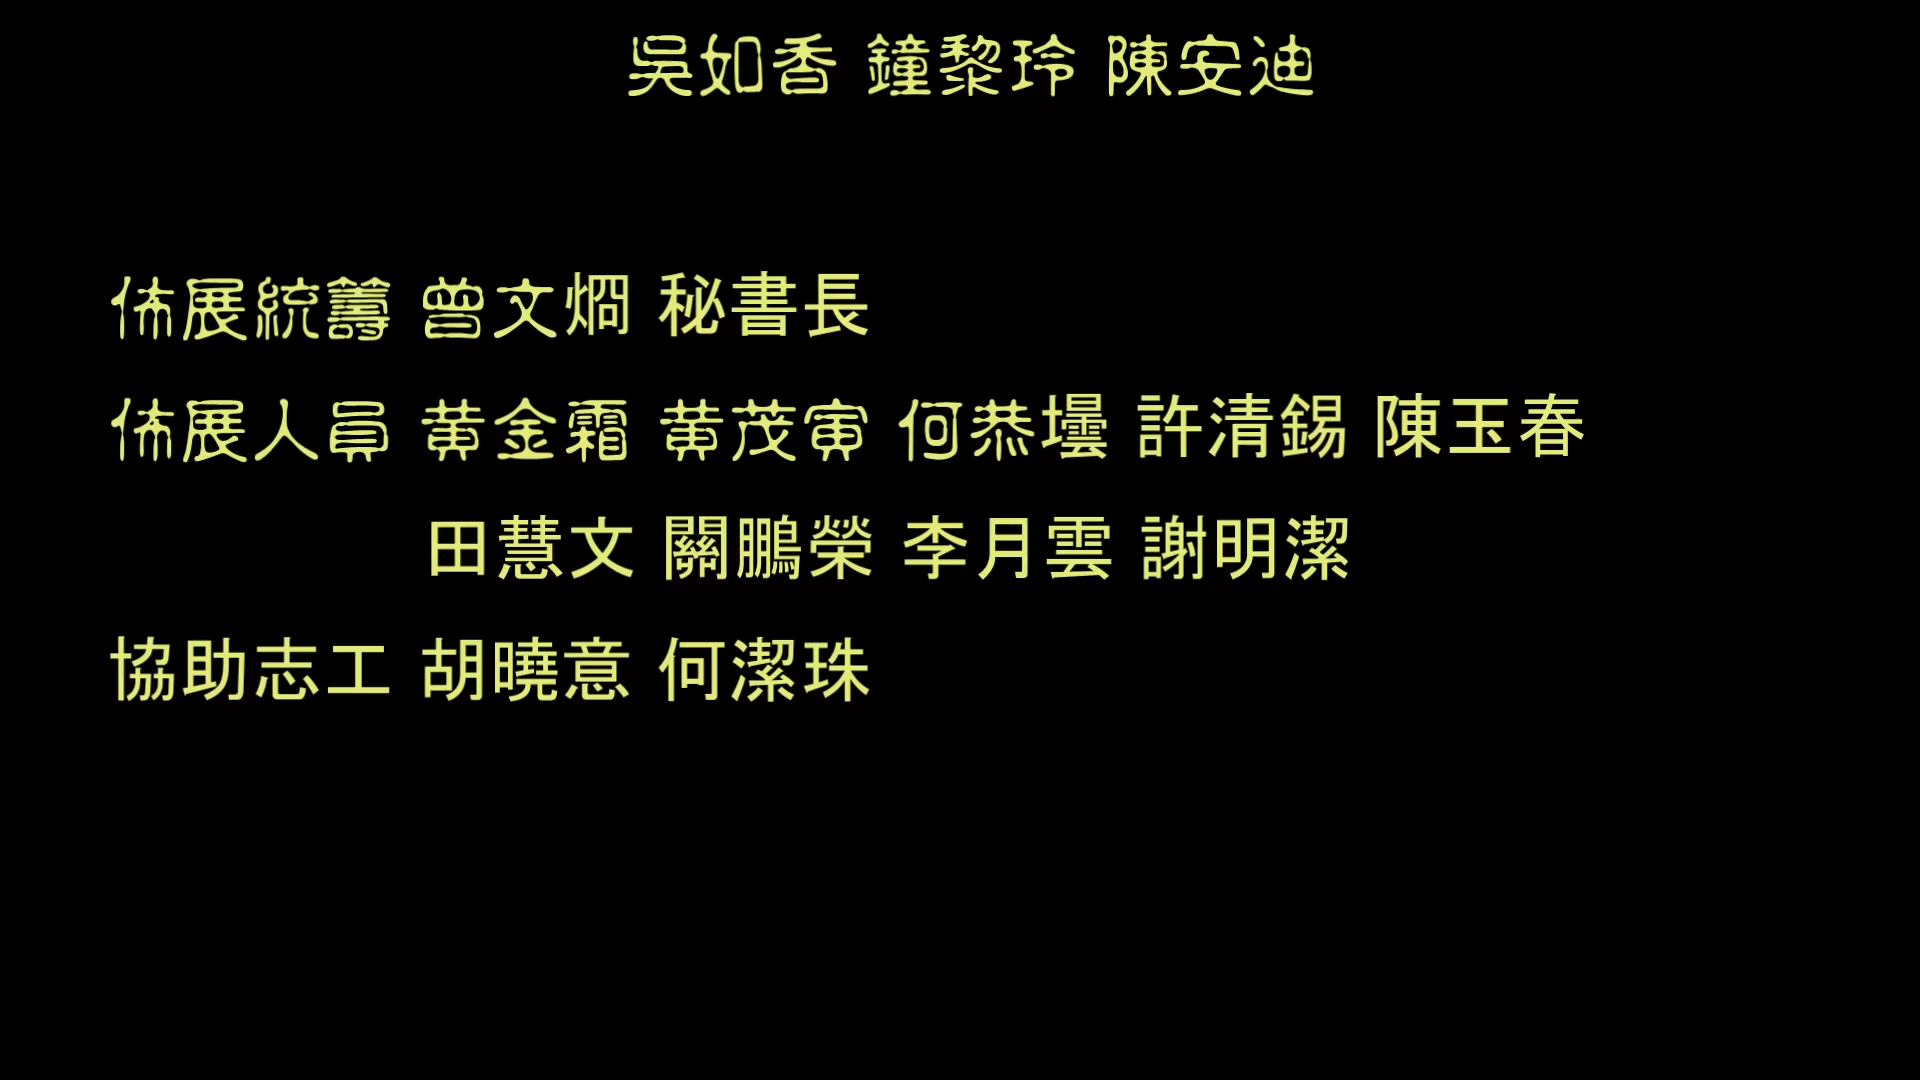 吳如香 鐘黎玲 陳安迪
佈展統籌 曾文烱 秘書長
佈展人員 黃金霜 黃茂寅 何恭壜 許清錫 陳玉春
田慧文 關鵬榮 李月雲 謝明潔
協助志工 胡曉意 何潔珠